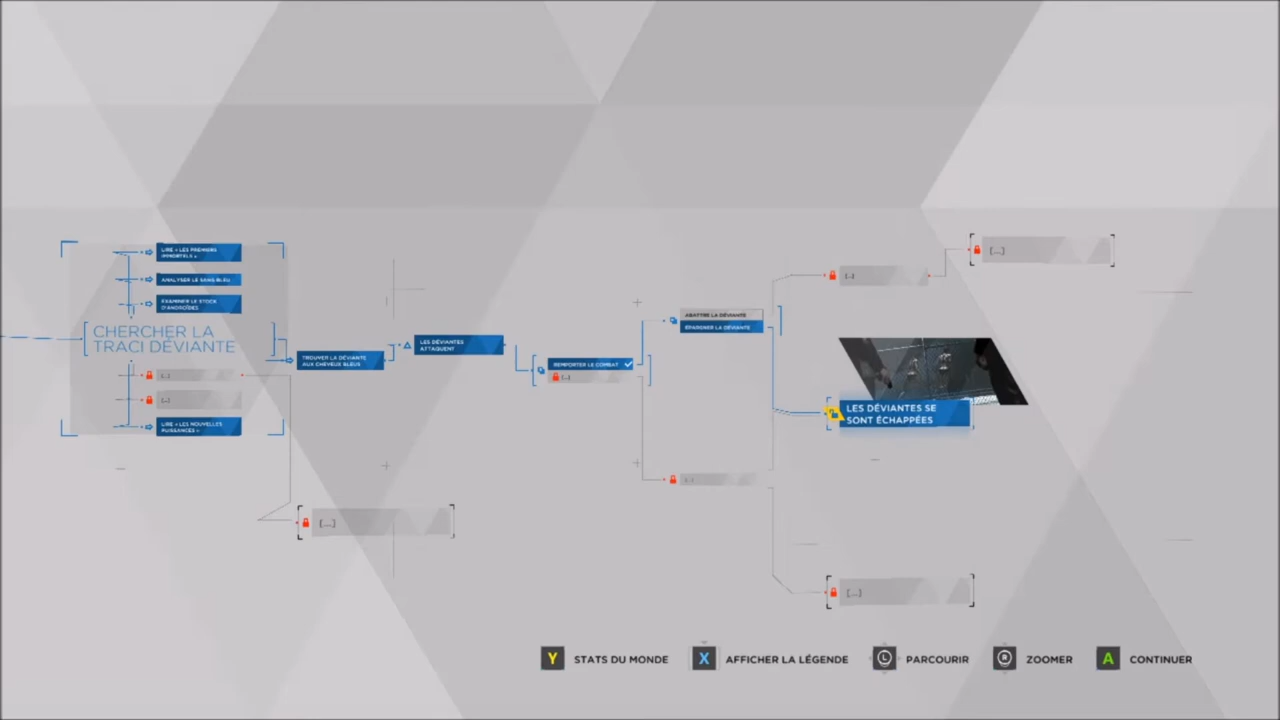 LIRE « LES PREMIERS
IMMORTELS »
ANALYSER LE SANG BLEU
EXAMINER LE STOCK
D'ANDROÏDES
CHERCHER LA
TRACI DÉVIANTE
[...]
[...]
LIRE « LES NOUVELLES
PUISSANCES »
TROUVER LA DÉVIANTE
AUX CHEVEUX BLEUS
LES DÉVIANTES
ATTAQUENT
[...]
REMPORTER LE COMBAT
[...]
ABATTRE LA DÉVIANTE
ÉPARGNER LA DÉVIANTE
[...]
[...]
[...]
LES DÉVIANTES SE
SONT ÉCHAPPÉES
[...]
Y STATS DU MONDE
X AFFICHER LA LÉGENDE
L PARCOURIR
R ZOOMER
A CONTINUER